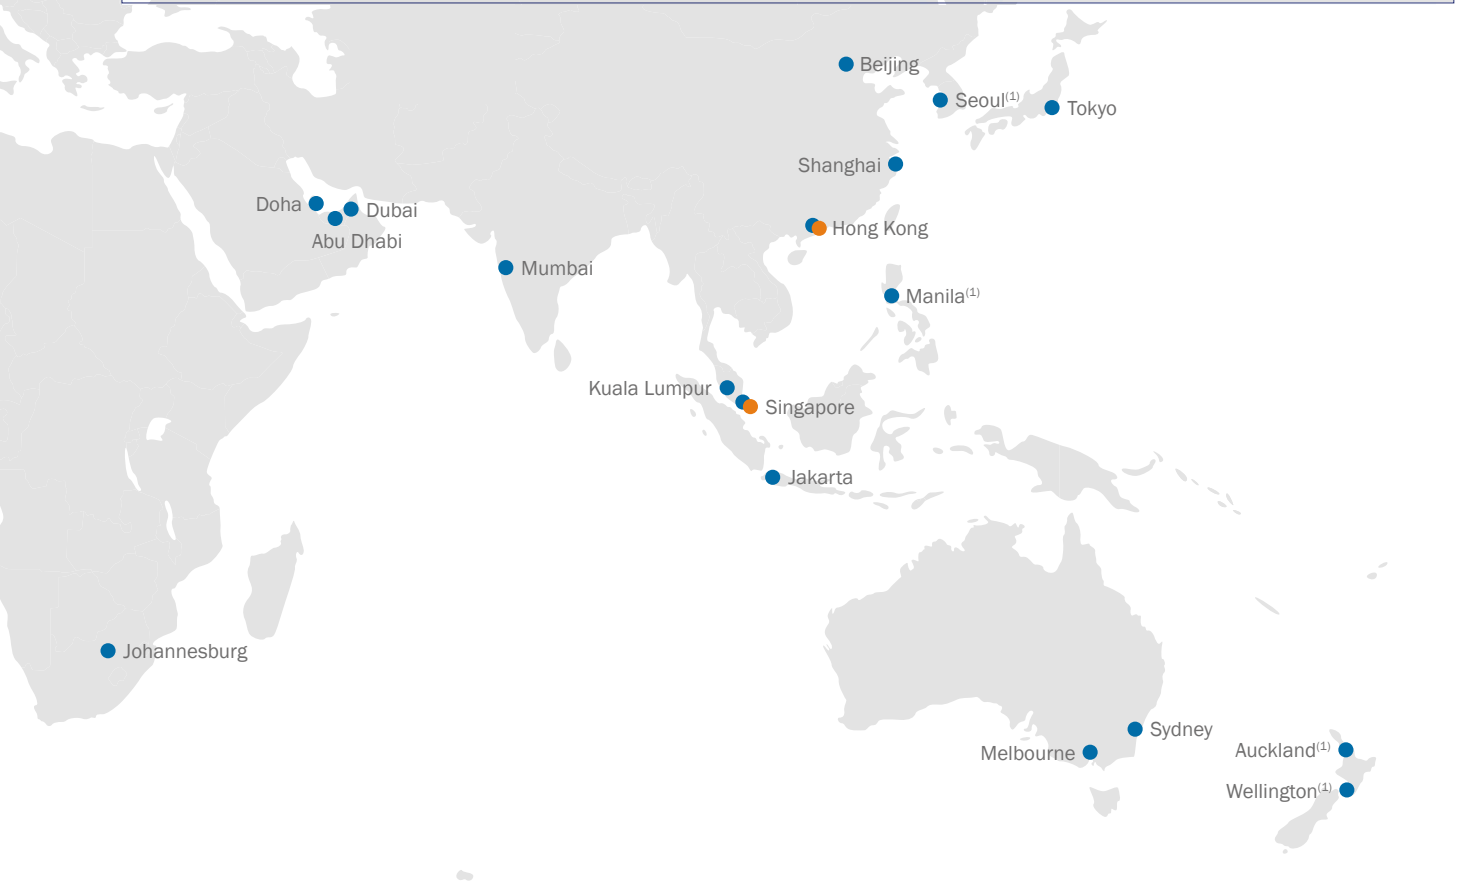 Beijing
Seoul(1)
Tokyo
Shanghai
Doha
Dubai
Hong Kong
Abu Dhabi
Mumbai
Manila(1)
Kuala Lumpur
Singapore
Jakarta
Johannesburg
Sydney
Melbourne
Auckland(1)
Wellington(1)